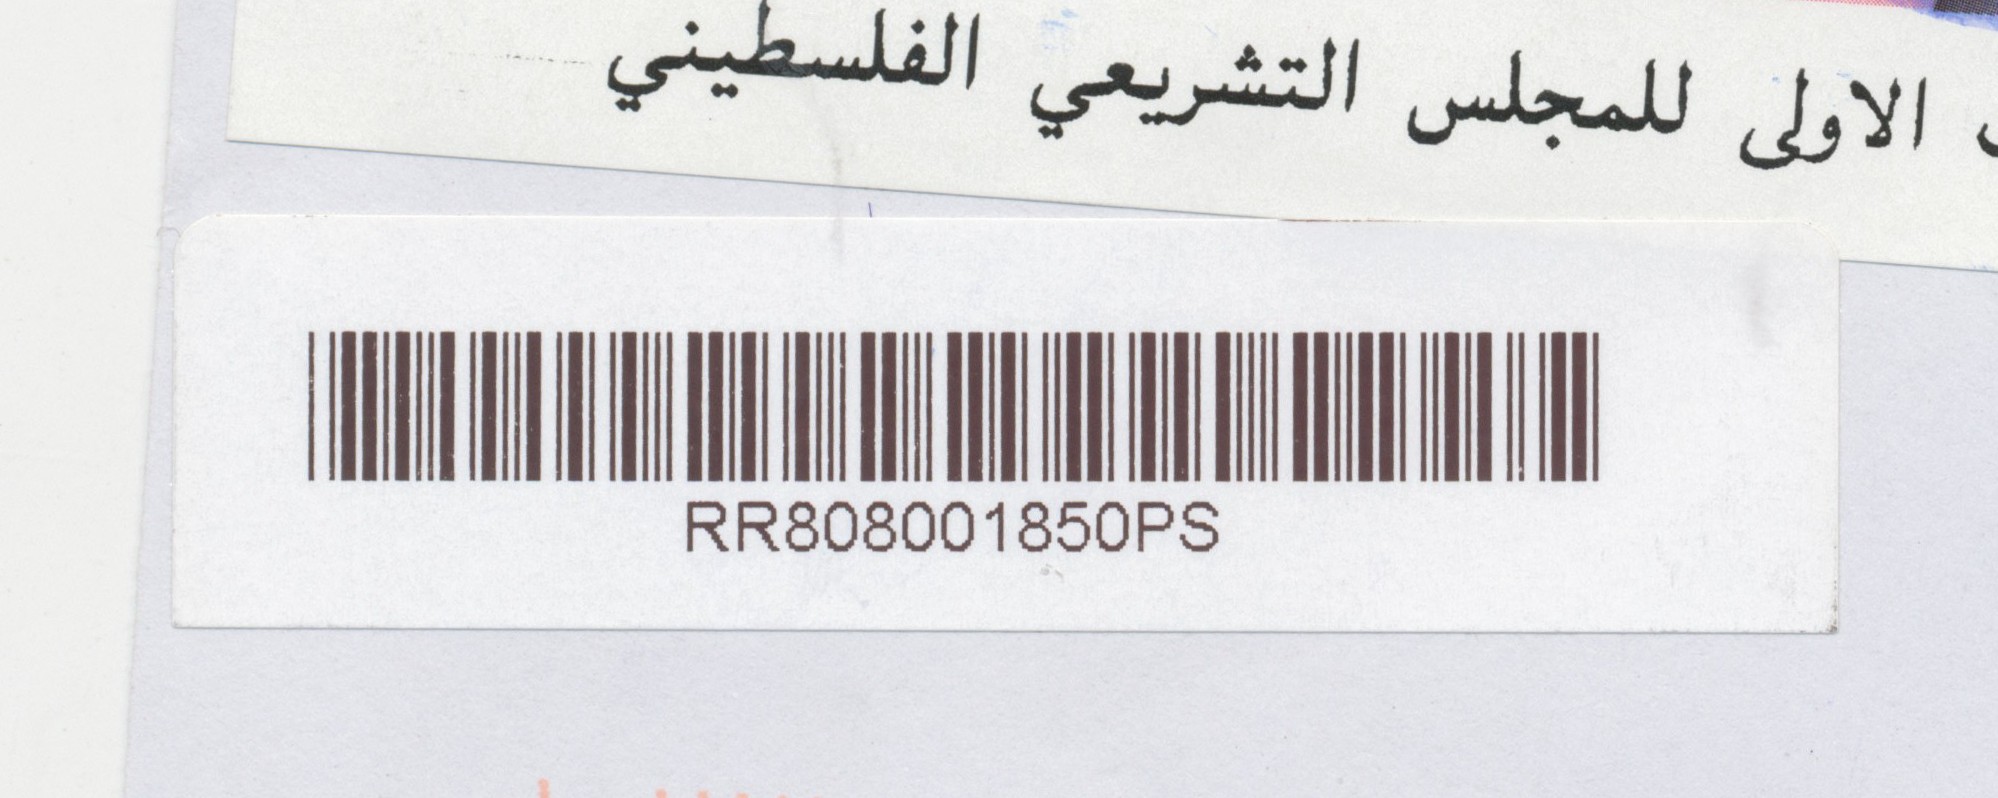 الاولى للمجلس التشريعي الفلسطيني
RR808001850PS